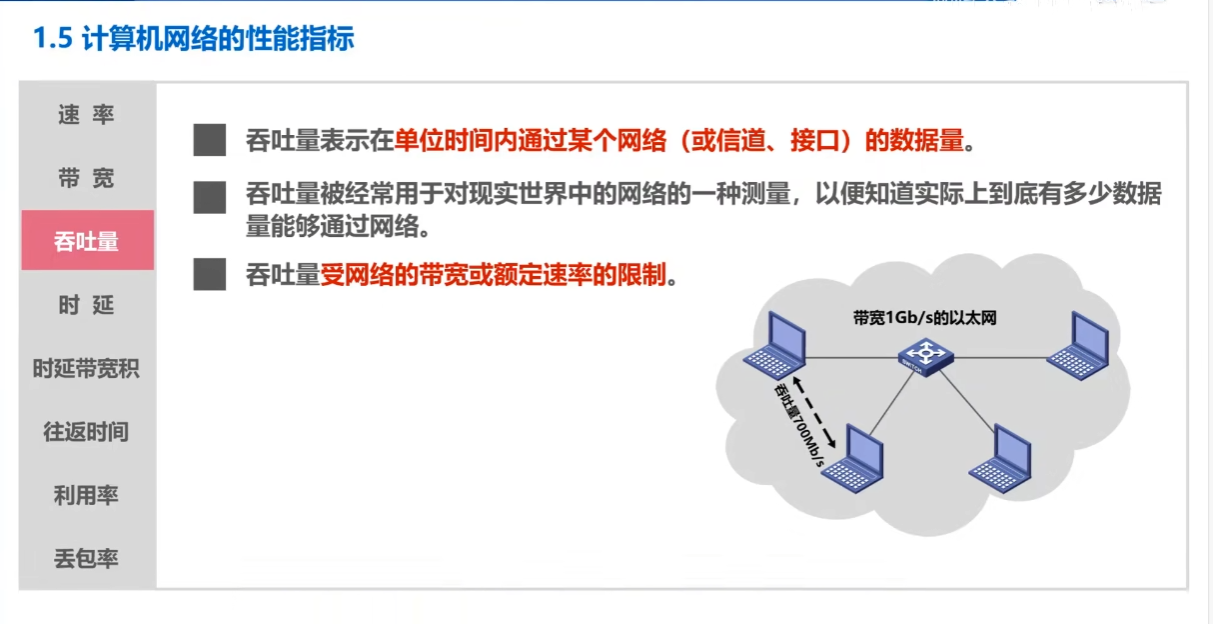 1.5 计算机网络的性能指标
速 率
带 宽
吞吐量
时 延
时延带宽积
往返时间
利用率
丢包率
吞吐量表示在单位时间内通过某个网络（或信道、接口）的数据量。
吞吐量被经常用于对现实世界中的网络的一种测量，以便知道实际上到底有多少数据
量能够通过网络。
吞吐量受网络的带宽或额定速率的限制。
带宽1Gb/s的以太网
SWITCH
吞吐量700Mb/s